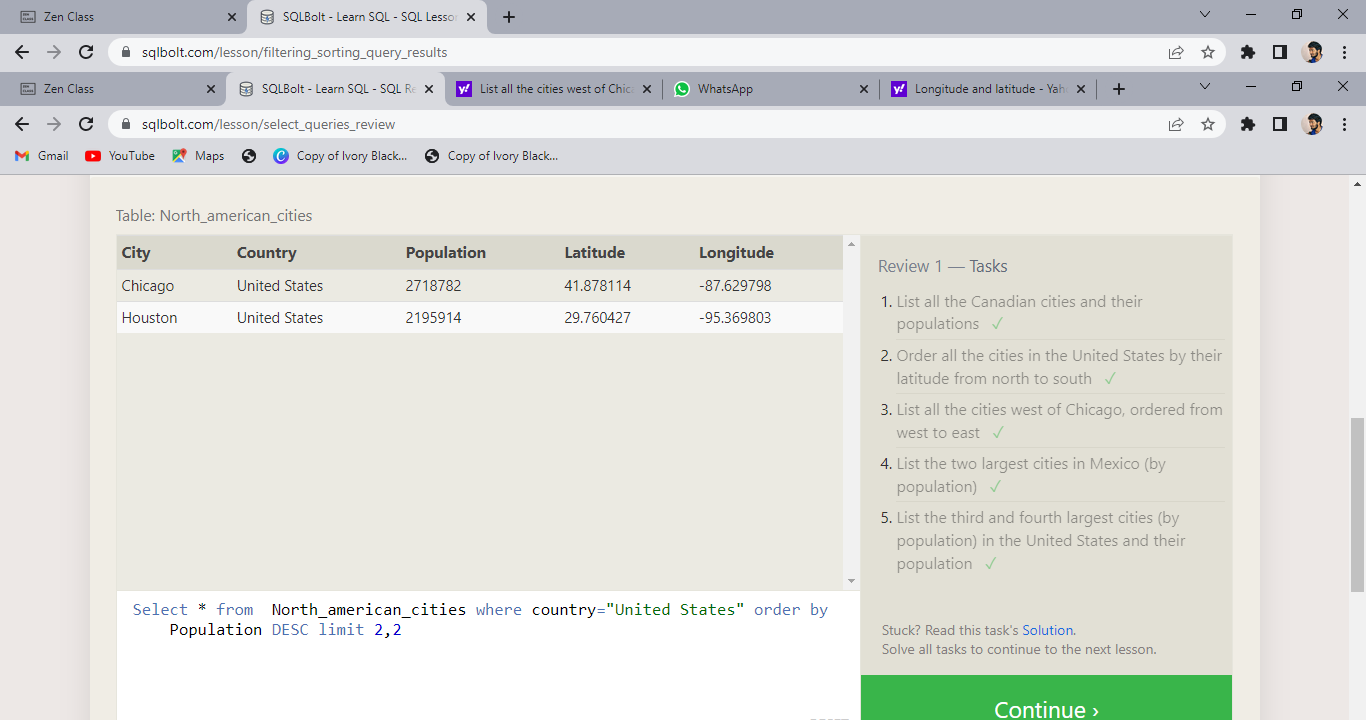 Zen Class
SQLBolt - Learn SQL - SQL Lesson
sqlbolt.com/lesson/filtering_sorting_query_results
Zen Class
SQLBolt - Learn SQL - SQL Re
List all the cities west of Chica
WhatsApp
Longitude and latitude - Yah
sqlbolt.com/lesson/select_queries_review
Gmail
YouTube
Maps
Copy of Ivory Black...
Copy of Ivory Black...
Table: North_american_cities
City Country Population Latitude Longitude
Chicago United States 2718782 41.878114 -87.629798
Houston United States 2195914 29.760427 -95.369803
Select * from  North_american_cities where country="United States" order by
Population DESC limit 2,2
Review 1 — Tasks
1. List all the Canadian cities and their
populations ✓
2. Order all the cities in the United States by their
latitude from north to south ✓
3. List all the cities west of Chicago, ordered from
west to east ✓
4. List the two largest cities in Mexico (by
population) ✓
5. List the third and fourth largest cities (by
population) in the United States and their
population ✓
Stuck? Read this task's Solution.
Solve all tasks to continue to the next lesson.
Continue ›